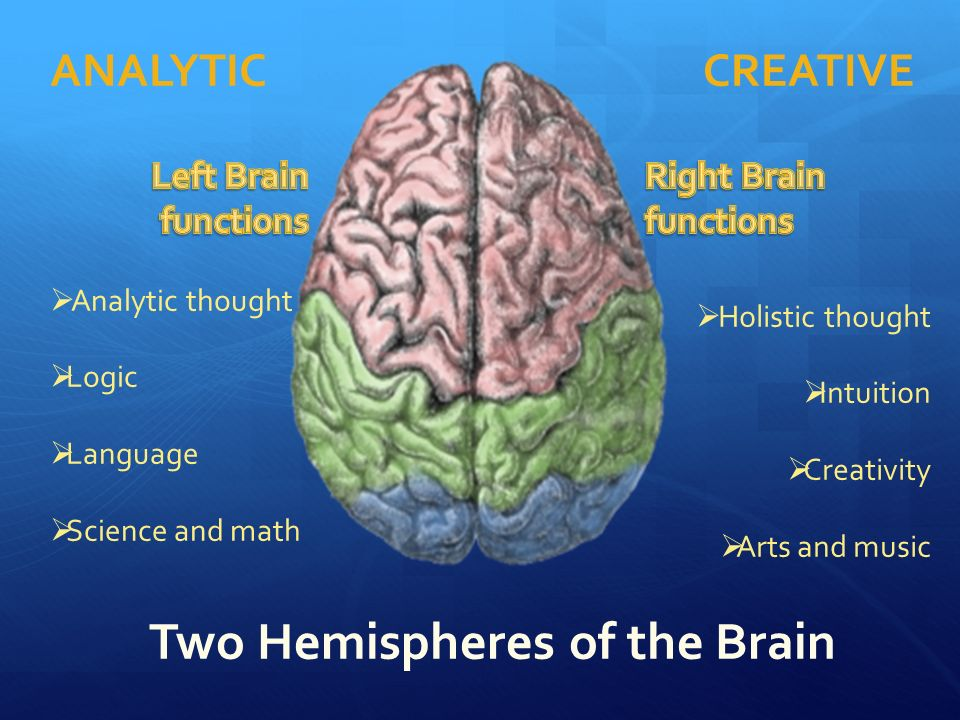 ANALYTIC
CREATIVE
Left Brain
functions
Right Brain
functions
➢ Analytic thought
➢ Logic
➢ Language
➢ Science and math
➢ Holistic thought
➢ Intuition
➢ Creativity
➢ Arts and music
Two Hemispheres of the Brain